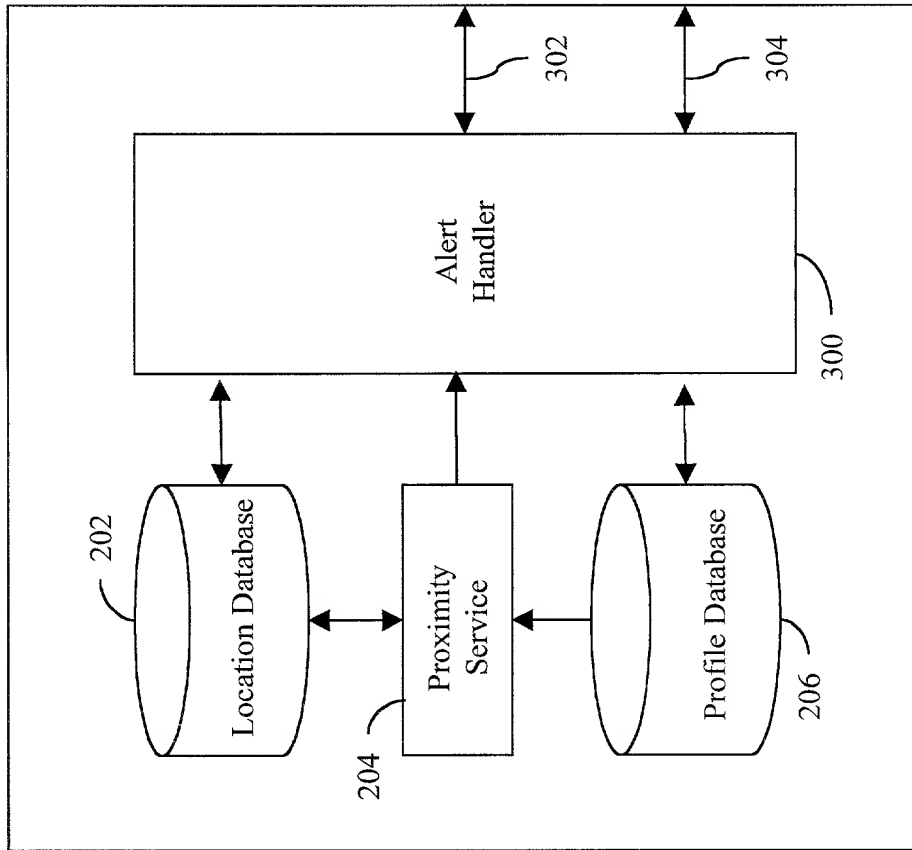 302
304
Alert
Handler
300
202
Location Database
Proximity
Service
204
Profile Database
206